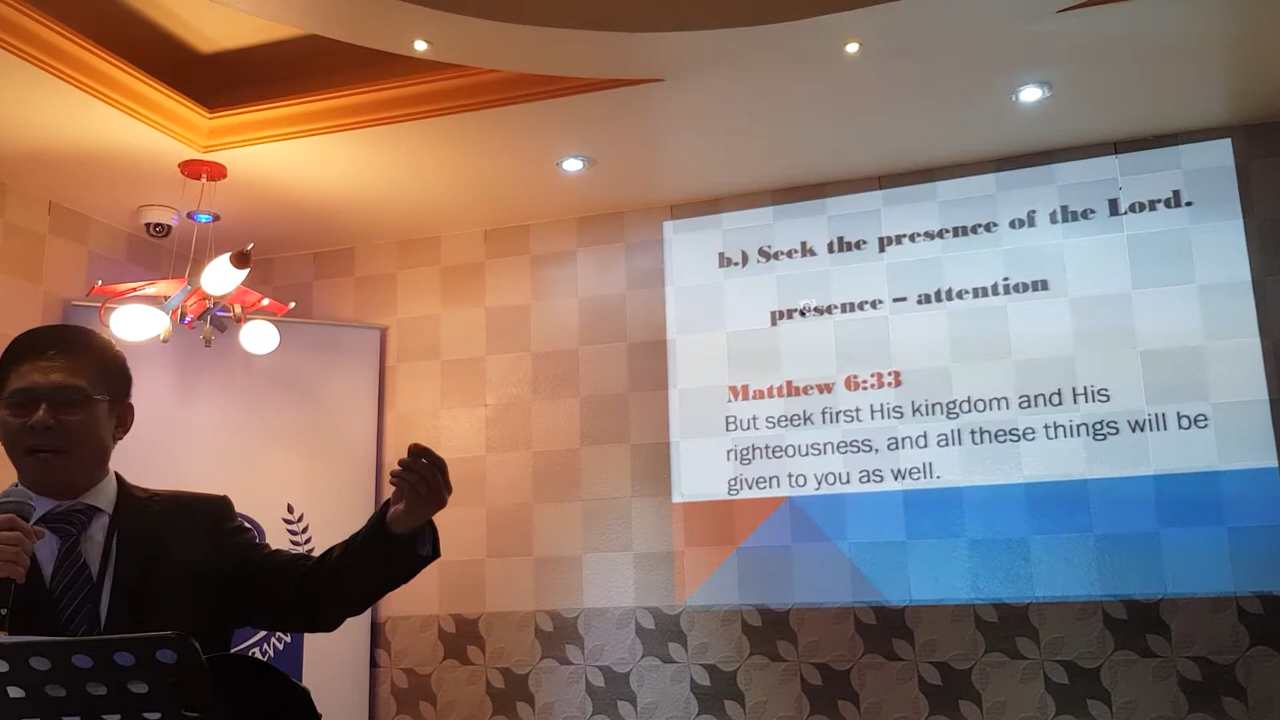 b.) Seek the presence of the Lord.
presence – attention
Matthew 6:33
But seek first His kingdom and His
righteousness, and all these things will be
given to you as well.